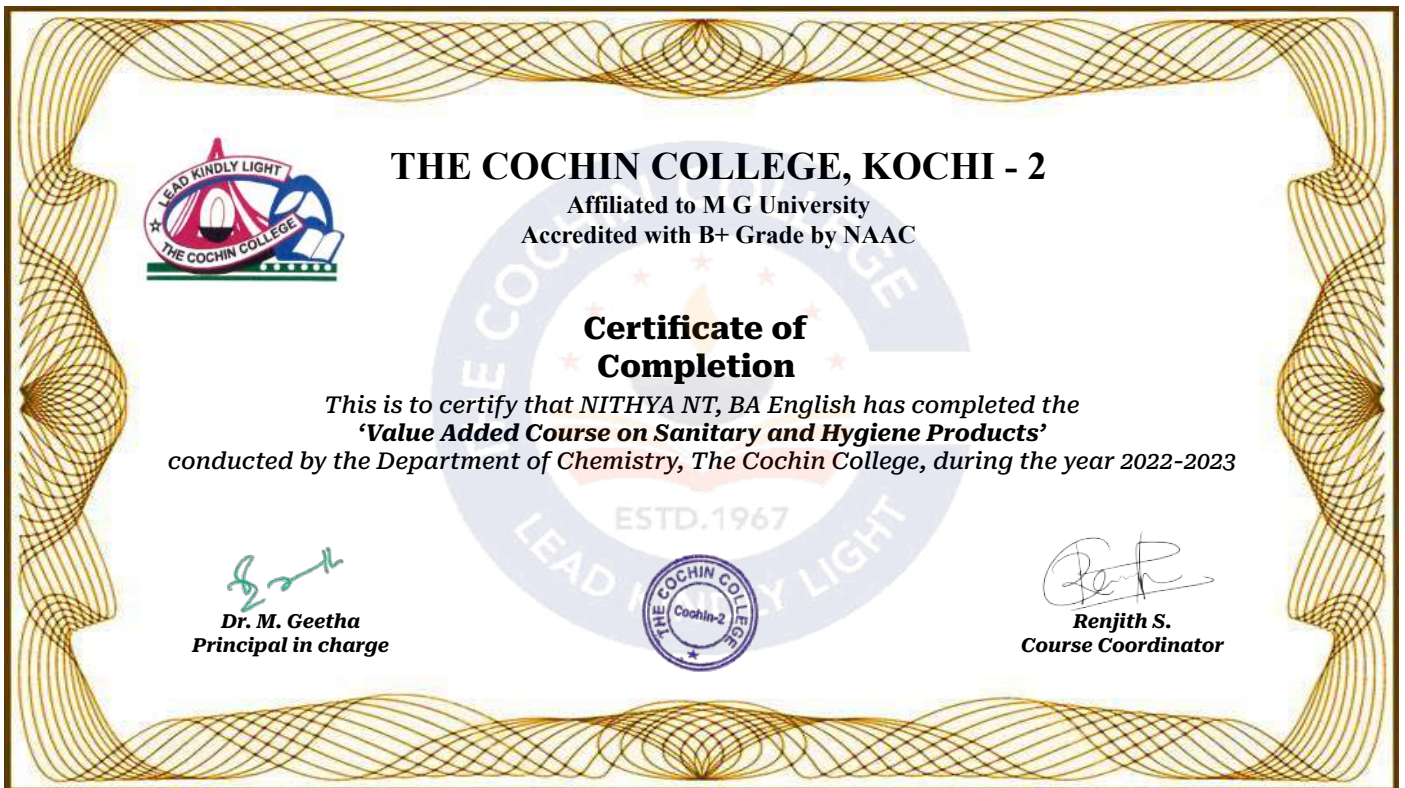 LEAD KINDLY LIGHT
THE COCHIN COLLEGE
THE COCHIN COLLEGE, KOCHI - 2
Affiliated to M G University
Accredited with B+ Grade by NAAC
THE COCHIN COLLEGE
Certificate of
Completion
This is to certify that NITHYA NT, BA English has completed the
‘Value Added Course on Sanitary and Hygiene Products’
conducted by the Department of Chemistry, The Cochin College, during the year 2022-2023
ESTD.1967
LEAD KINDLY LIGHT
THE COCHIN COLLEGE
Cochin-2
Dr. M. Geetha
Principal in charge
Renjith S.
Course Coordinator